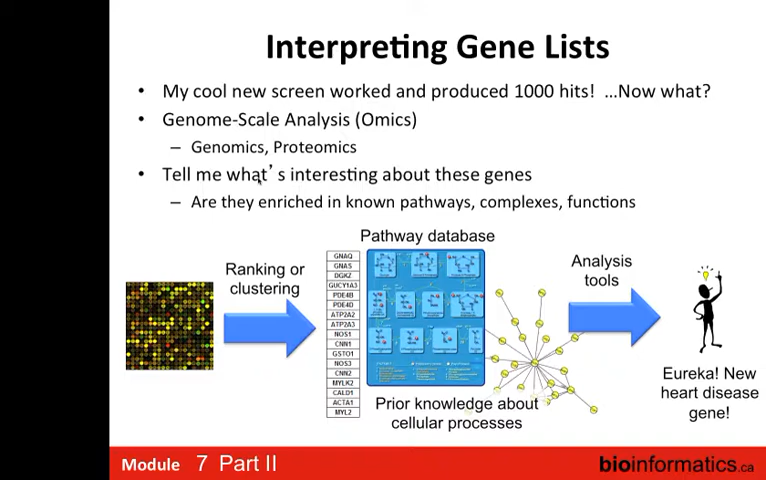 Interpreting Gene Lists
• My cool new screen worked and produced 1000 hits! ...Now what?
• Genome-Scale Analysis (Omics)
– Genomics, Proteomics
• Tell me what's interesting about these genes
– Are they enriched in known pathways, complexes, functions
Pathway database
Ranking or
clustering
GNAQ
GNAS
DGKZ
GUCY1A3
PDE4B
PDE4D
ATP2A2
ATP2A3
NOS1
CNN1
GSTO1
NOS3
CNN2
MYLK2
CALD1
ACTA1
MYL2
Analysis
tools
Prior knowledge about
cellular processes
Eureka! New
heart disease
gene!
Module 7 Part II
bioinformatics.ca